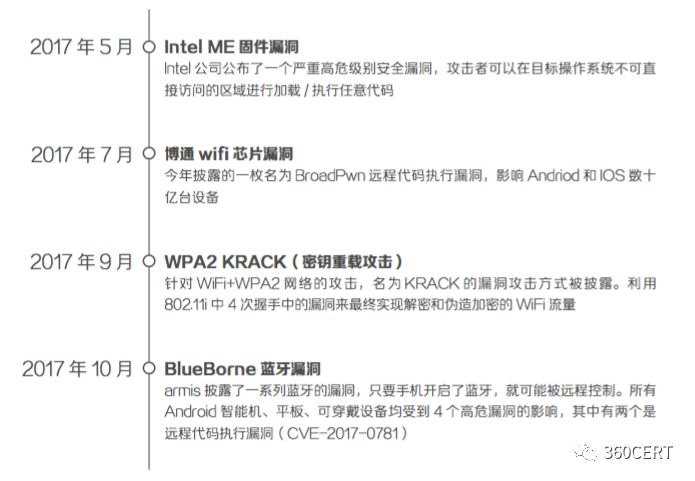 2017 年 5 月
Intel ME 固件漏洞
Intel 公司公布了一个严重高危级别安全漏洞，攻击者可以在目标操作系统不可直
接访问的区域进行加载 / 执行任意代码
2017 年 7 月
博通 wifi 芯片漏洞
今年披露的一枚名为 BroadPwn 远程代码执行漏洞，影响 Andriod 和 IOS 数十
亿台设备
2017 年 9 月
WPA2 KRACK（密钥重载攻击）
针对 WiFi+WPA2 网络的攻击，名为 KRACK 的漏洞攻击方式被披露。利用
802.11i 中 4 次握手中的漏洞来最终实现解密和伪造加密的 WiFi 流量
2017 年 10 月
BlueBorne 蓝牙漏洞
armis 披露了一系列蓝牙的漏洞，只要手机开启了蓝牙，就可能被远程控制。所有
Android 智能机、平板、可穿戴设备均受到 4 个高危漏洞的影响，其中有两个是
远程代码执行漏洞（CVE-2017-0781）
360CERT